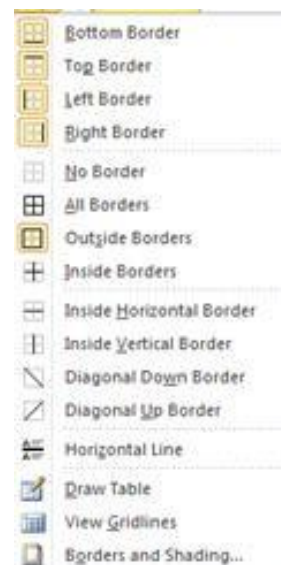 Bottom Border
Top Border
Left Border
Right Border
No Border
All Borders
Outside Borders
Inside Borders
Inside Horizontal Border
Inside Vertical Border
Diagonal Down Border
Diagonal Up Border
Horizontal Line
Draw Table
View Gridlines
Borders and Shading...